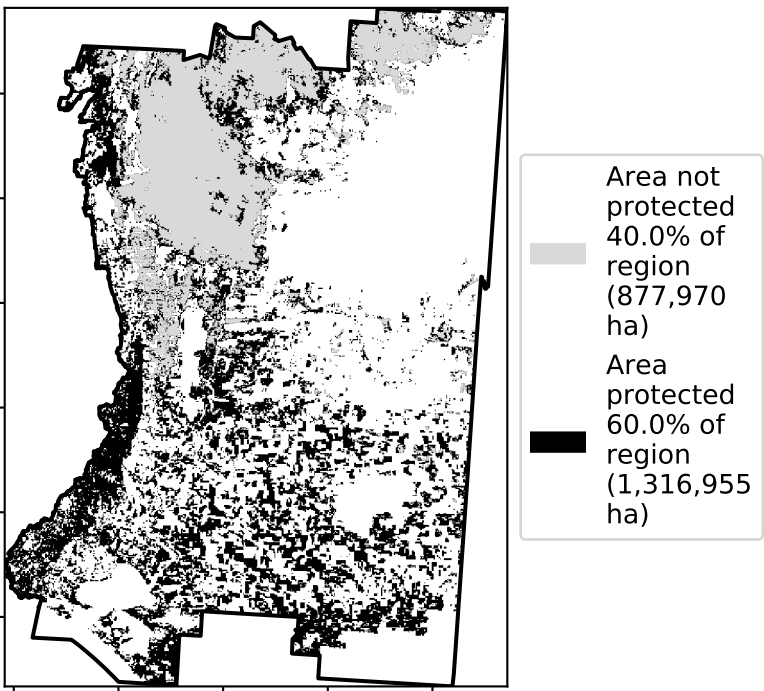 Area not
protected
40.0% of
region
(877,970
ha)
Area
protected
60.0% of
region
(1,316,955
ha)